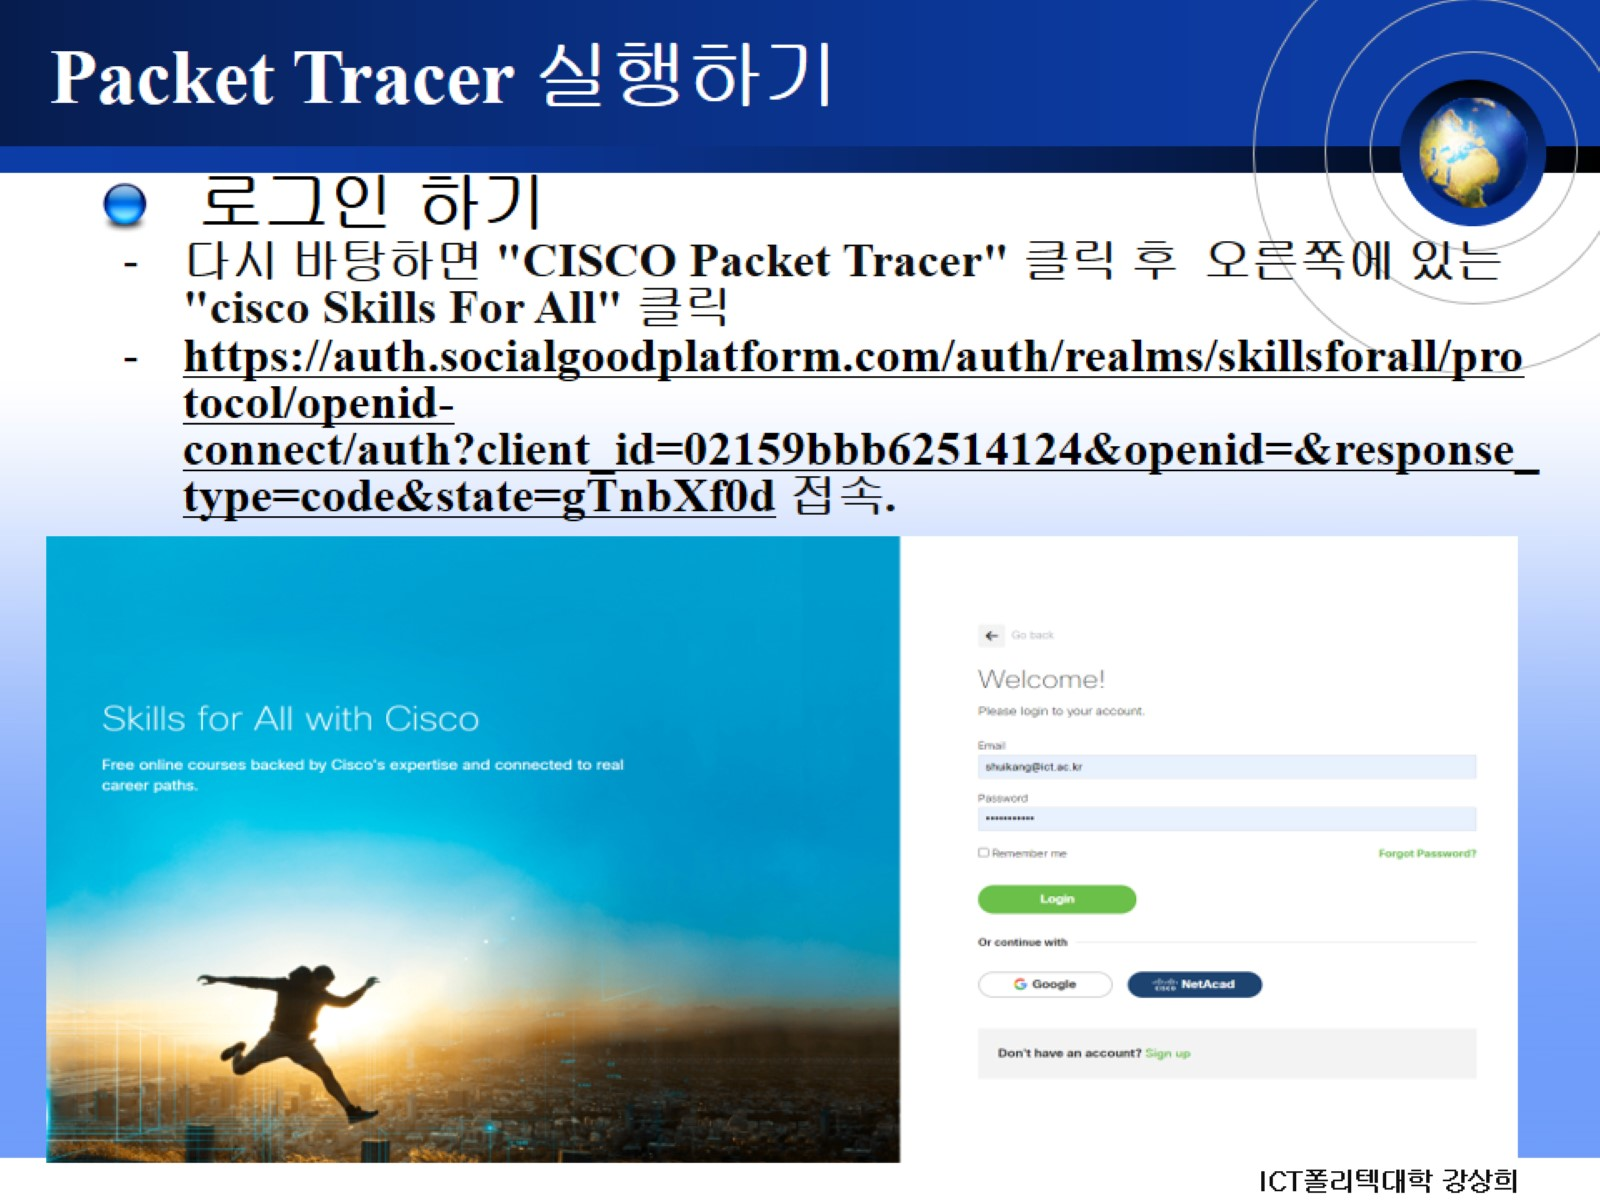 Packet Tracer 실행하기
로그인 하기
- 다시 바탕하면 "CISCO Packet Tracer" 클릭 후 오른쪽에 있는
"cisco Skills For All" 클릭
- https://auth.socialgoodplatform.com/auth/realms/skillsforall/pro
tocol/openid-
connect/auth?client_id=02159bbb62514124&openid=&response_
type=code&state=gTnbXf0d 접속.
Skills for All with Cisco
Free online courses backed by Cisco's expertise and connected to real
career paths.
Go back
Welcome!
Please login to your account.
Email
shuikang@ict.ac.kr
Password
•••••••••••
Remember me Forgot Password?
Login
Or continue with
Google CISCO NetAcad
Don't have an account? Sign up
ICT폴리텍대학 강상희